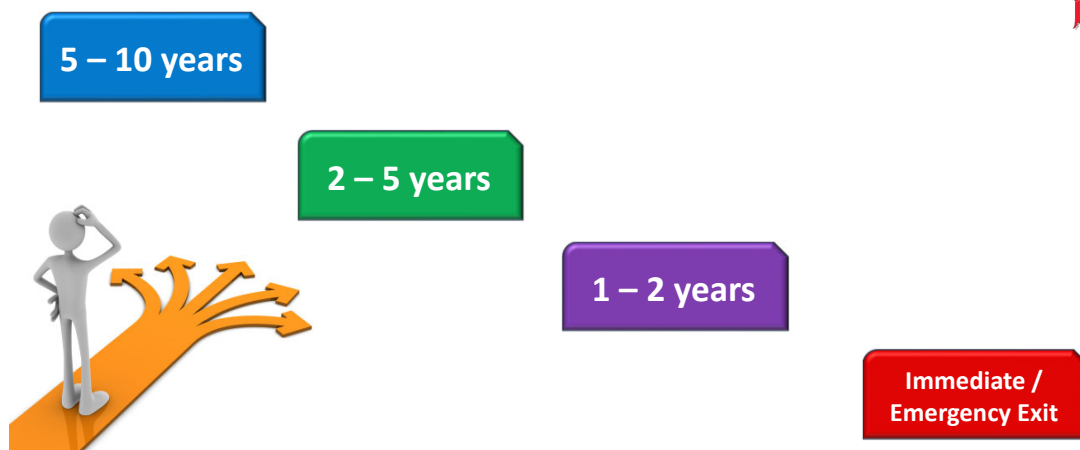 5 – 10 years
2 – 5 years
1 – 2 years
Immediate /
Emergency Exit